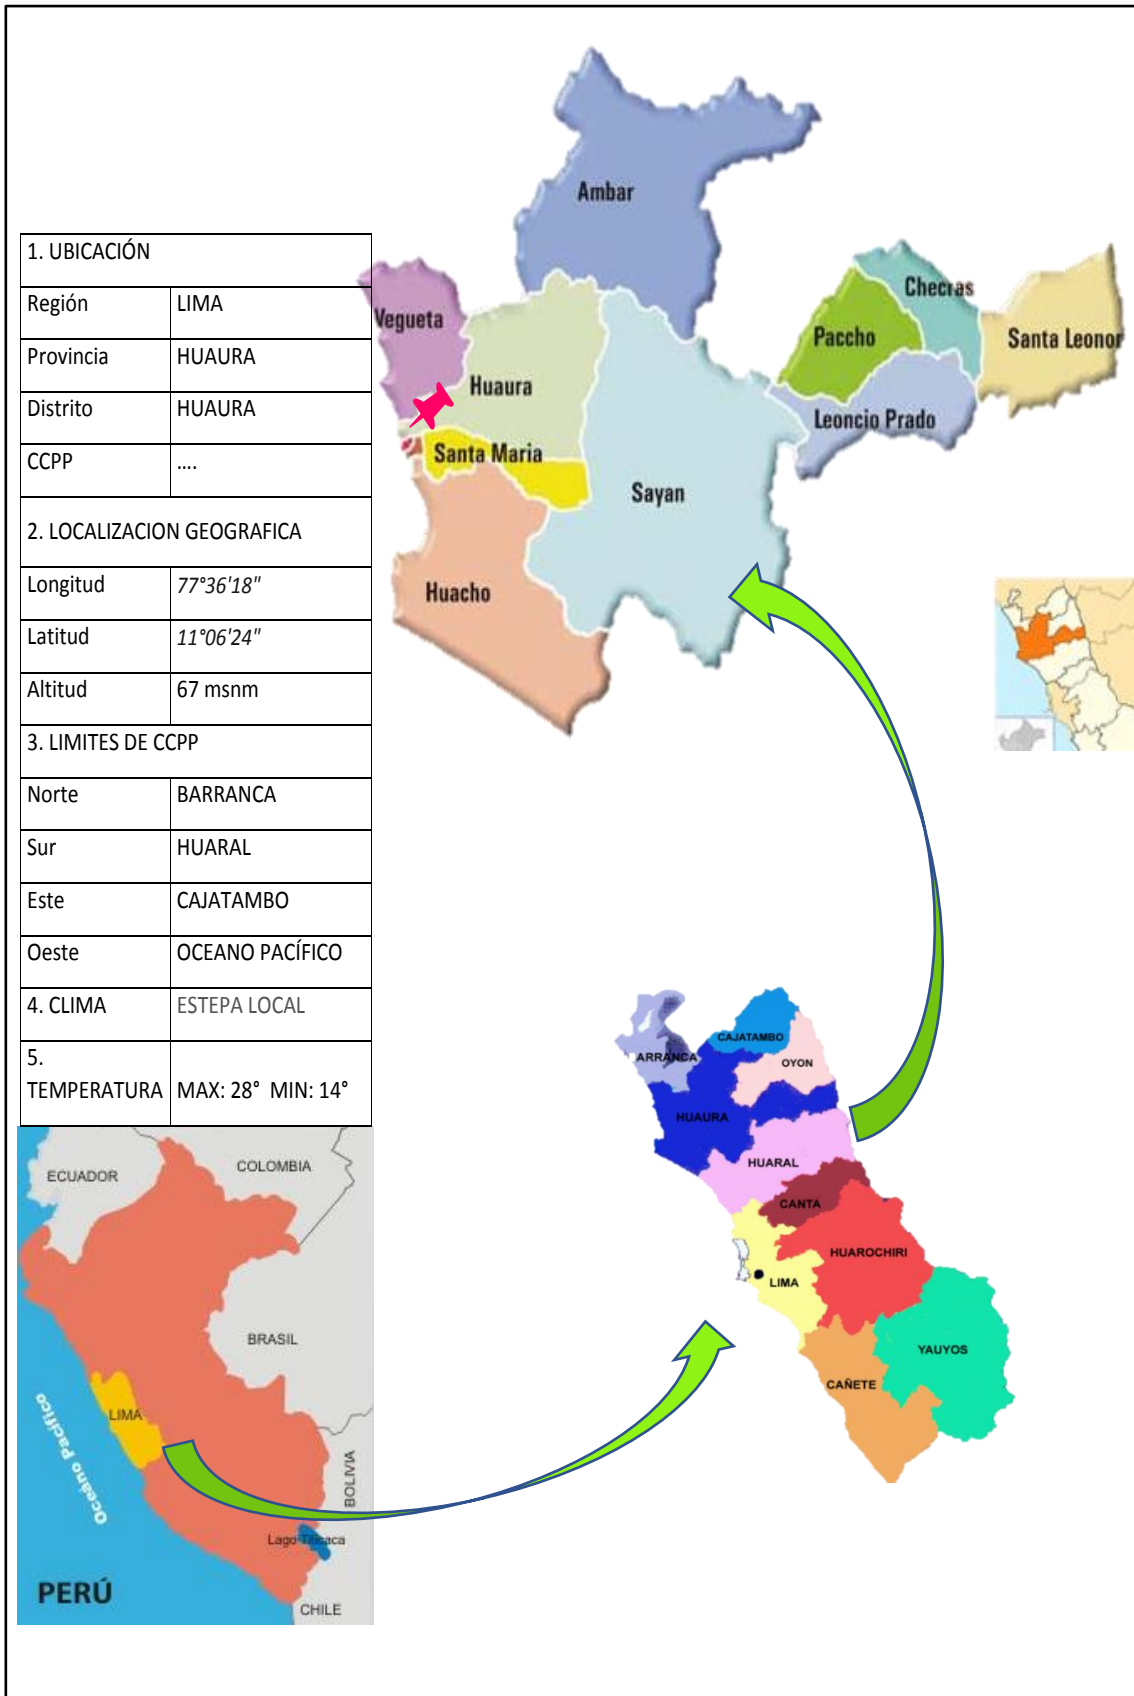 Ambar
Vegueta
Huaura
Santa Maria
Huacho
Sayan
Paccho
Checras
Leoncio Prado
Santa Leonor
1. UBICACIÓN
Región LIMA
Provincia HUAURA
Distrito HUAURA
CCPP ....
2. LOCALIZACION GEOGRAFICA
Longitud 77°36'18"
Latitud 11°06'24"
Altitud 67 msnm
3. LIMITES DE CCPP
Norte BARRANCA
Sur HUARAL
Este CAJATAMBO
Oeste OCEANO PACÍFICO
4. CLIMA ESTEPA LOCAL
5.
TEMPERATURA MAX: 28° MIN: 14°
ARRANCA
CAJATAMBO
OYON
HUAURA
HUARAL
CANTA
HUAROCHIRI
LIMA
YAUYOS
CAÑETE
ECUADOR
COLOMBIA
BRASIL
LIMA
Oceano Pacífico
BOLIVIA
Lago Titicaca
PERÚ
CHILE